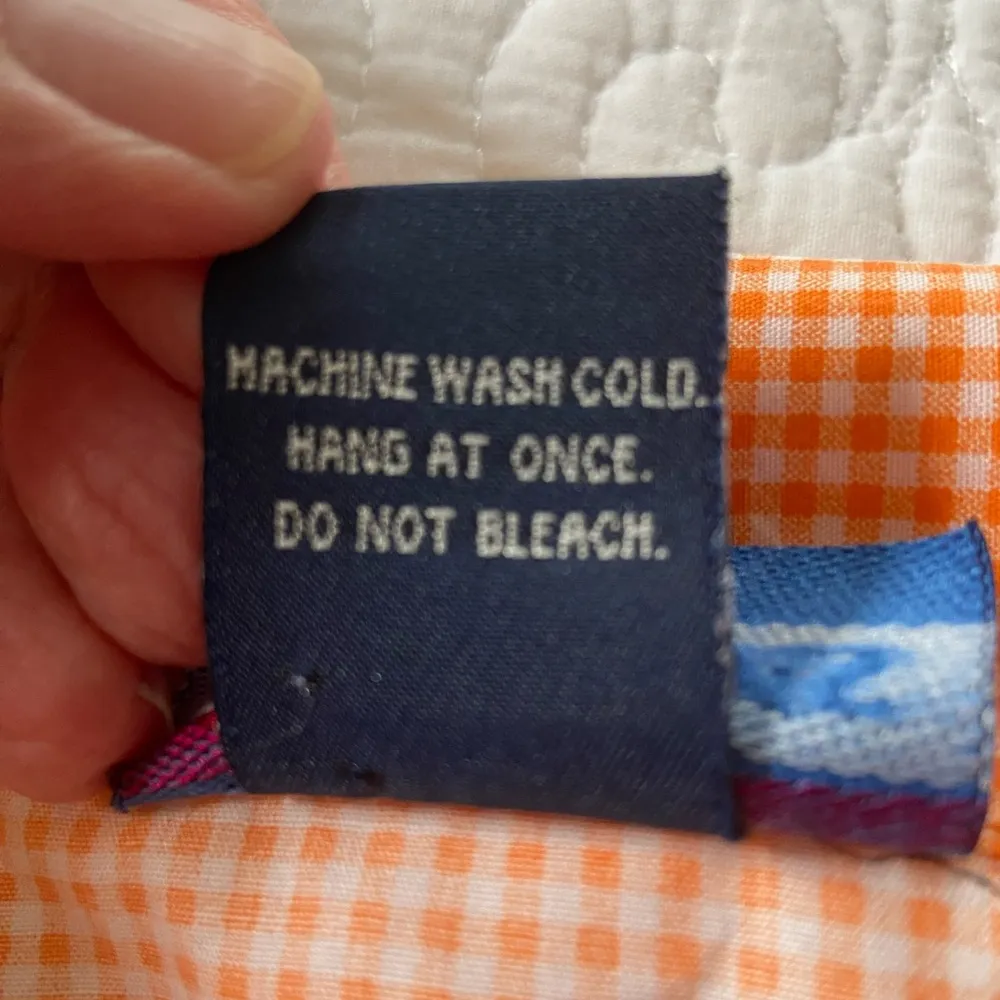 MACHINE WASH COLD.
HANG AT ONCE.
DO NOT BLEACH.